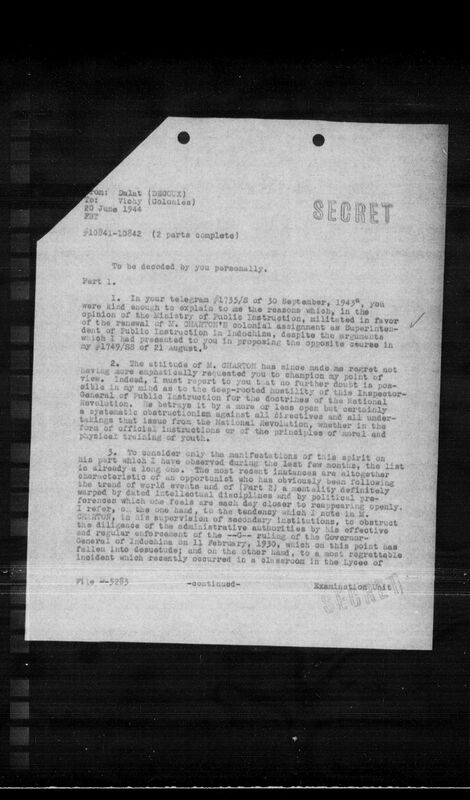 From: Dalat (DECOUX)
To: Vichy (Colonies)
20 June 1944
FHT
#10841-10842 (2 parts complete)
SECRET
To be decoded by you personally.
Part 1.
1. In your telegram #1735/S of 30 September, 1943a, you
were kind enough to explain to me the reasons which, in the
opinion of the Ministry of Public Instruction, militated in favor
of the renewal of M. CHARTON'S colonial assignment as Superinten-
dent of Public Instruction in Indochina, despite the arguments
which I had presented to you in proposing the opposite course in
my #1749/SS of 21 August.b
2. The attitude of M. CHARTON has since made me regret not
having more emphatically requested you to champion my point of
view. Indeed, I must report to you that no further doubt is pos-
sible in my mind as to the deep-rooted hostility of this Inspector-
General of Public Instruction for the doctrines of the National
Revolution. He betrays it by a more or less open but certainly
a systematic obstructionism against all directives and all under-
takings that issue from the National Revolution, whether in the
form of official instructions or of the principles of moral and
physical training of youth.
3. To consider only the manifestations of this spirit on
his part which I have observed during the last few months, the list
is already a long one. The most recent instances are altogether
characteristic of an opportunist who has obviously been following
the trend of world events and of (Part 2) a mentality definitely
warped by dated intellectual disciplines and by political pre-
ferences which one feels are each day closer to reappearing openly.
I refer, on the one hand, to the tendency which I note in M.
CHARTON, in his supervision of secondary institutions, to obstruct
the diligence of the administrative authorities by his effective
and regular enforcement of the --G-- ruling of the Governor-
General of Indochina on 11 February, 1930, which on this point has
fallen into desuetude; and on the other hand, to a most regrettable
incident which recently occurred in a classroom in the Lycee of
File -5283
-continued-
Examination Unit
SECRET